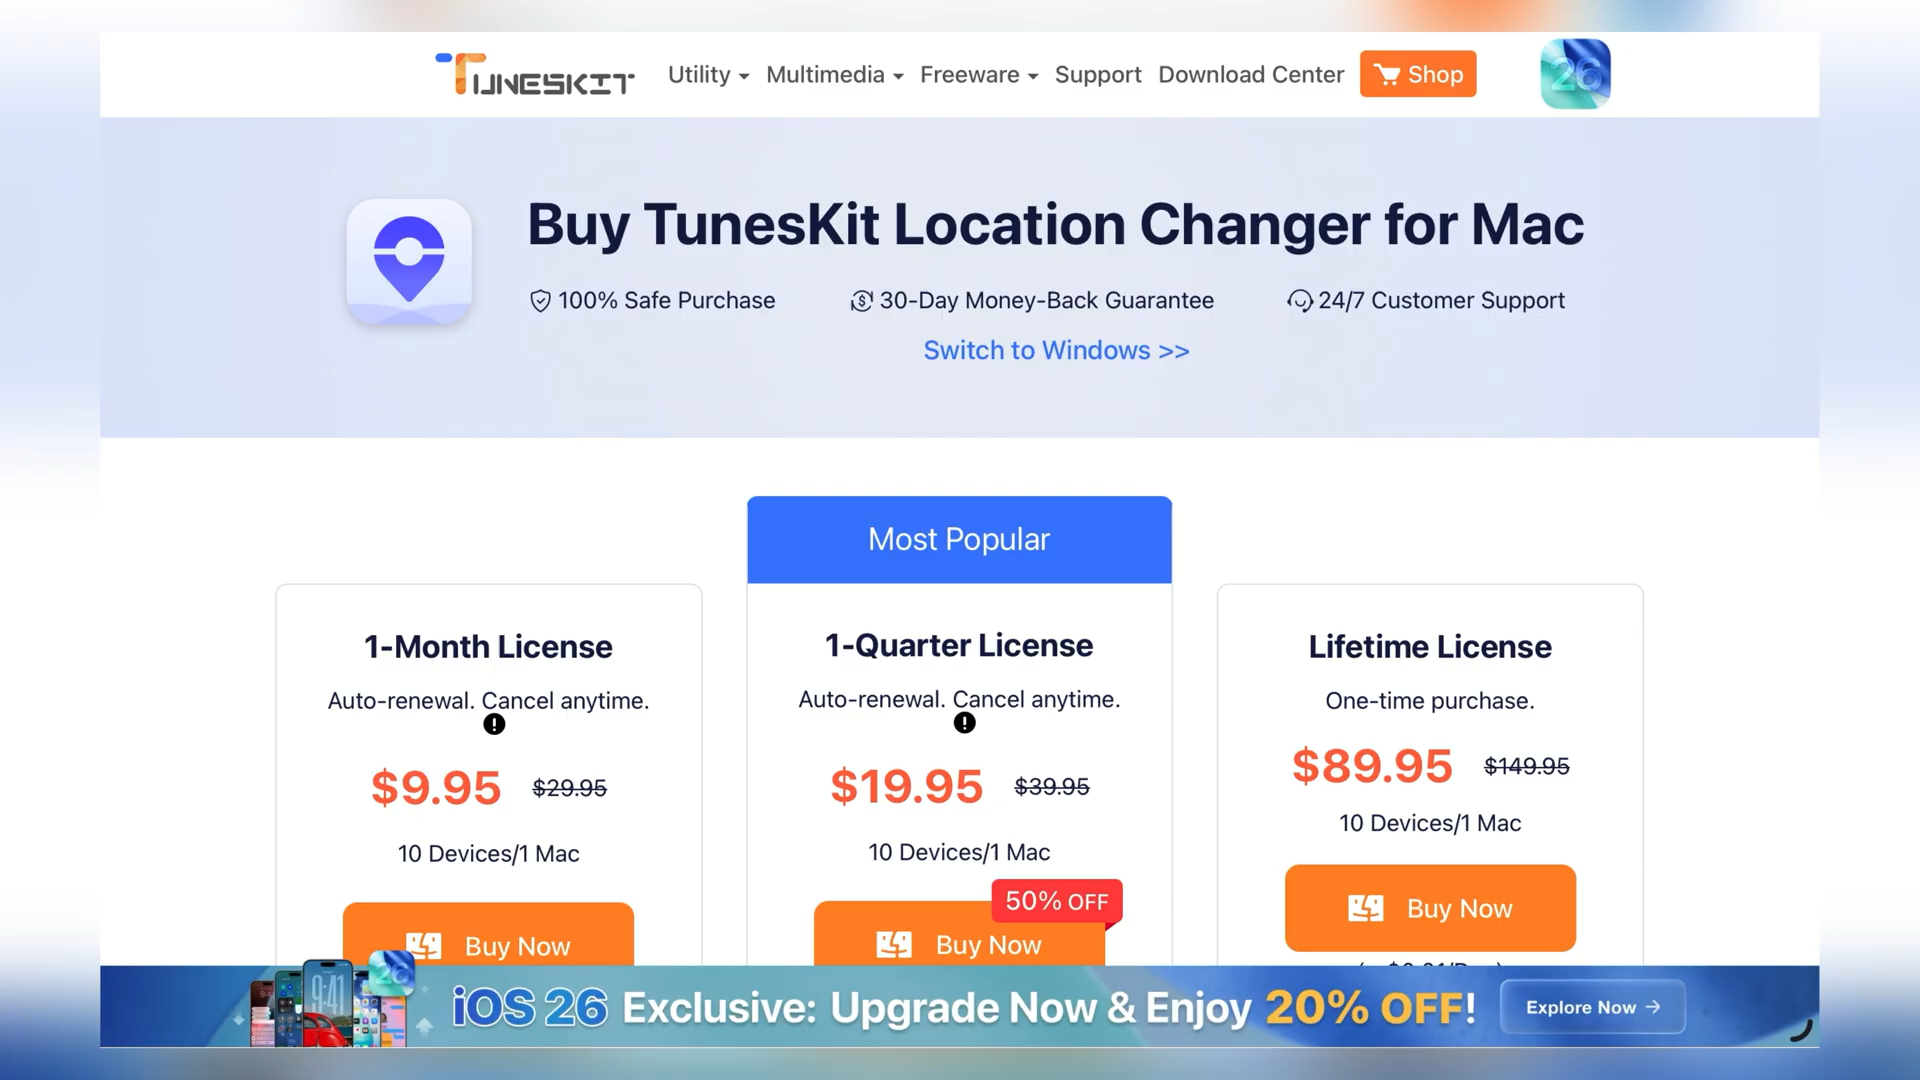 TUNESKIT
Utility Multimedia Freeware Support Download Center Shop
26
Buy TunesKit Location Changer for Mac
100% Safe Purchase 30-Day Money-Back Guarantee 24/7 Customer Support
Switch to Windows >>
Most Popular
1-Month License
Auto-renewal. Cancel anytime.
$9.95 $29.95
10 Devices/1 Mac
Buy Now
1-Quarter License
Auto-renewal. Cancel anytime.
$19.95 $39.95
10 Devices/1 Mac
50% OFF
Buy Now
Lifetime License
One-time purchase.
$89.95 $149.95
10 Devices/1 Mac
Buy Now
9:41
26
iOS 26 Exclusive: Upgrade Now & Enjoy 20% OFF!
Explore Now →